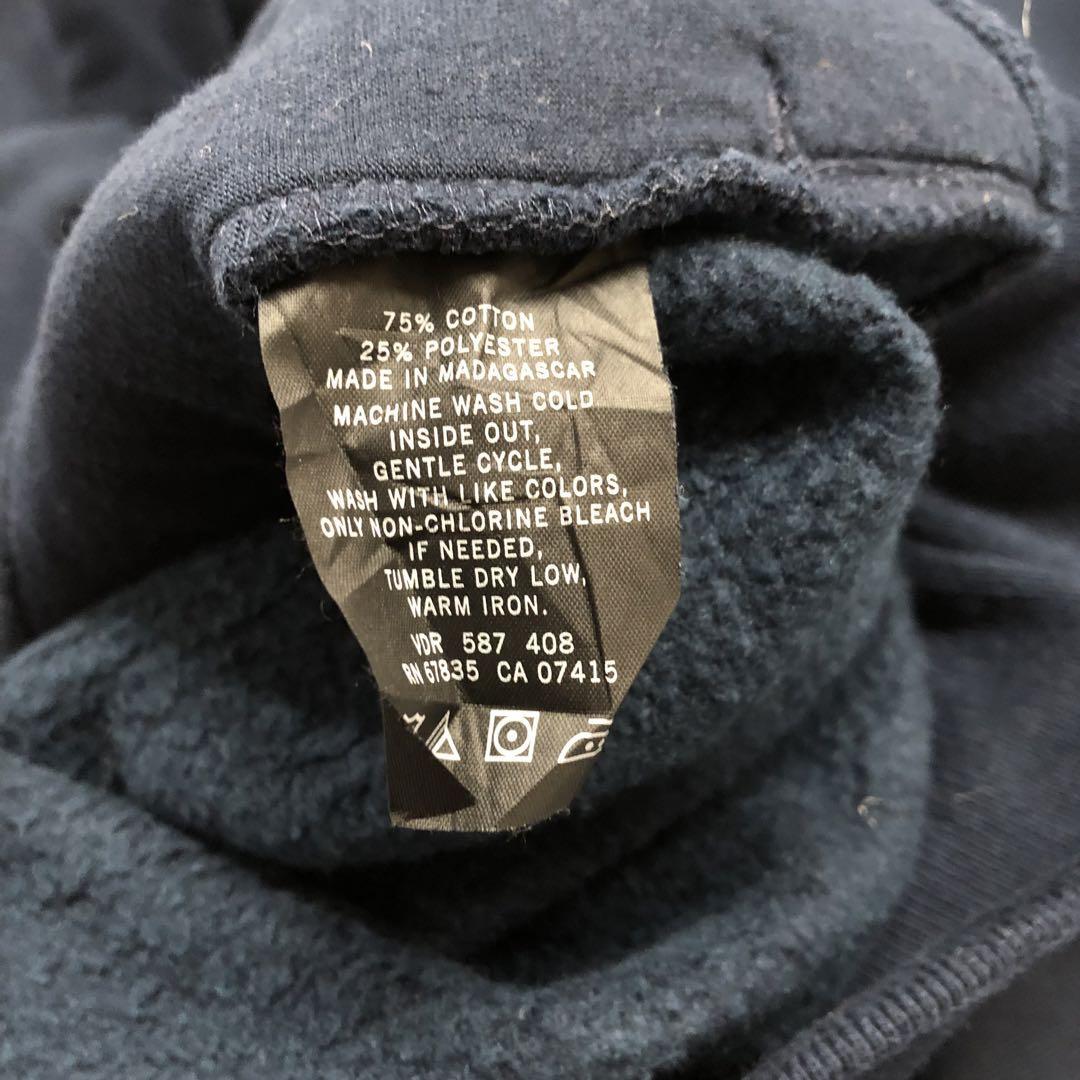 75% COTTON
25% POLYESTER
MADE IN MADAGASCAR
MACHINE WASH COLD
INSIDE OUT,
GENTLE CYCLE,
WASH WITH LIKE COLORS,
ONLY NON-CHLORINE BLEACH
IF NEEDED,
TUMBLE DRY LOW,
WARM IRON.
VDR 587 408
RN 67835 CA 07415